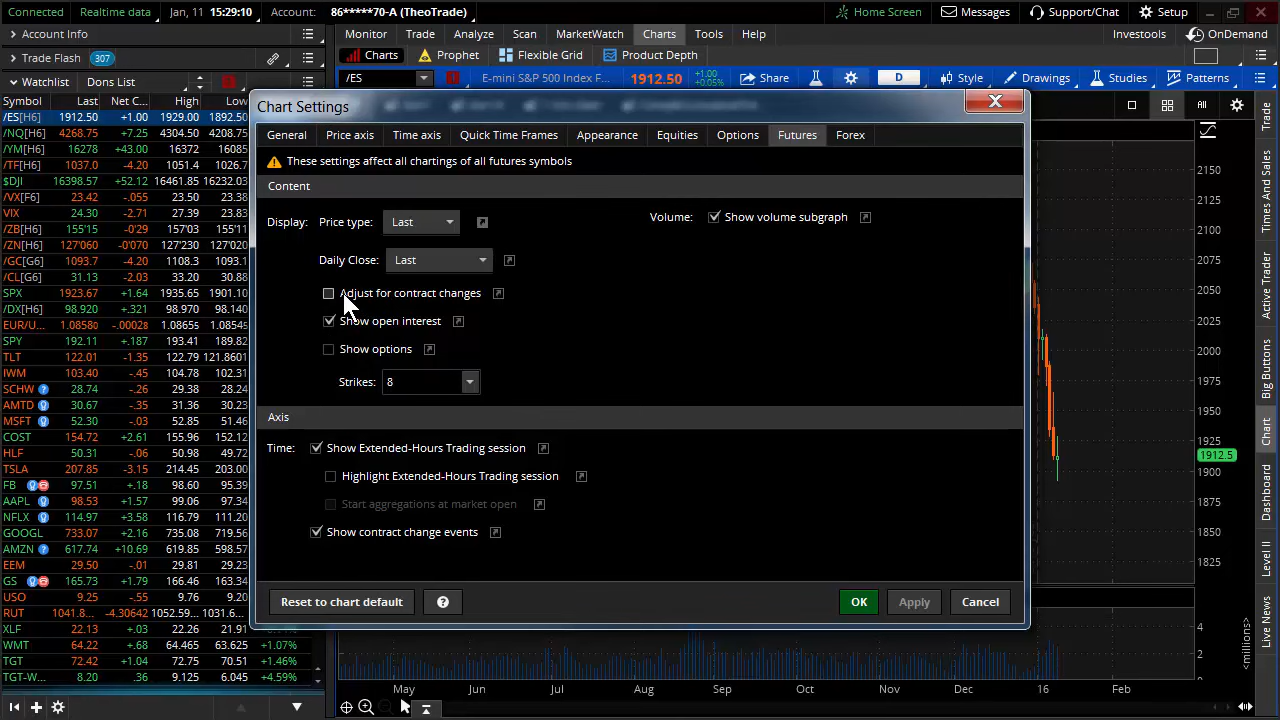 Connected Realtime data Jan, 11 15:29:10 Account: 86*****70-A (TheoTrade) Home Screen Messages Support/Chat Setup
Account Info
Monitor Trade Analyze Scan MarketWatch Charts Tools Help Investools OnDemand
Trade Flash 307
Charts Prophet Flexible Grid Product Depth
Watchlist Dons List
/ES E-mini S&P 500 Index F... 1912.50 +1.00 +0.05% Share D Style Drawings Studies Patterns
Symbol Last Net C... High Low
/ES[H6] 1912.50 +1.00 1929.00 1892.50
/NQ[H6] 4268.75 +7.25 4304.50 4208.75
/YM[H6] 16278 +43.00 16372 16085
/TF[H6] 1037.0 -4.20 1051.4 1026.7
$DJI 16398.57 +52.12 16461.85 16232.03
/VX[F6] 23.42 -.055 23.50 23.38
VIX 24.30 -2.71 27.39 23.83
/ZB[H6] 155'15 -0'29 157'03 155'11
/ZN[H6] 127'060 -0'070 127'230
/GC[G6] 1093.7 -4.20 1108.3 1093.4
/CL[G6] 31.13 -2.03 33.20 30.88
SPX 1923.67 +1.64 1935.65 1901.10
/DX[H6] 98.920 +.321 98.980 98.140
EUR/U... 1.08580 -.00028 1.0865 1.08545
SPY 192.11 +.187 193.41 189.82
TLT 122.01 -1.35 122.79 121.8601
IWM 103.40 -.45 104.78 102.31
SCHW 28.74 -.06 29.38 28.24
AMTD 30.67 -.35 31.36 30.23
MSFT 52.30 -.03 52.85 51.46
COST 154.72 +2.61 155.96 152.12
HLF 50.31 -.06 50.98 49.72
TSLA 207.85 -3.15 214.45 203.00
FB 97.51 +.18 98.60 95.39
AAPL 98.53 +1.57 99.06 97.30
NFLX 114.97 +3.58 116.79 112.14
GOOGL 733.07 +2.16 735.08 719.56
AMZN 617.74 +10.69 619.85 598.57
EEM 29.50 -.01 29.81 29.23
GS 165.73 +1.79 166.46 163.34
USO 9.25 -.55 9.77 9.21
RUT 1041.8... -4.30642 1052.59... 1031.6...
XLF 22.13 +.03 22.26 21.91
WMT 64.22 +.68 64.465 63.625 +1.07%
TGT 72.42 +1.04 72.75 70.51 +1.46%
TGT-W... 8.20 .36 9.125 6.045 +4.59%
Chart Settings
General Price axis Time axis Quick Time Frames Appearance Equities Options Futures Forex
These settings affect all chartings of all futures symbols
Content
Display: Price type: Last Volume: Show volume subgraph
Daily Close: Last
Adjust for contract changes
Show open interest
Show options
Strikes: 8
Axis
Time: Show Extended-Hours Trading session
Highlight Extended-Hours Trading session
Start aggregations at market open
Show contract change events
Reset to chart default ? OK Apply Cancel
All
2150
2125
2100
2075
2050
2025
2000
1975
1950
1925
1912.5
1900
1850
1825
4
2
0
<millions>
May Jun Jul Aug Sep Oct Nov Dec 16 Feb
Trade
Times And Sales
Active Trader
Big Buttons
Chart
Dashboard
Level II
Live News